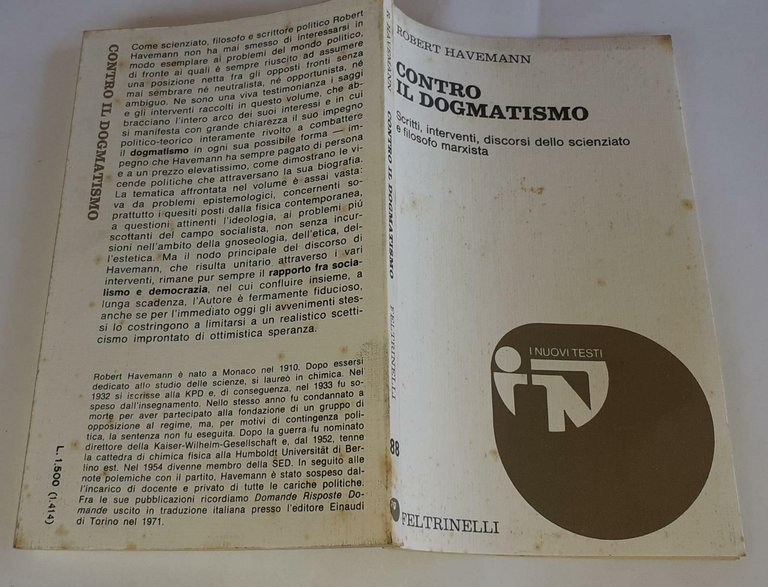 CONTRO IL DOGMATISMO
Come scienziato, filosofo e scrittore politico Robert
Havemann non ha mai smesso di interessarsi in
modo esemplare ai problemi del mondo politico,
di fronte ai quali è sempre riuscito ad assumere
una posizione netta fra gli opposti fronti senza
mai sembrare né neutralista, né opportunista, né
ambiguo. Ne sono una viva testimonianza i saggi
e gli interventi raccolti in questo volume, che ab-
bracciano l'intero arco dei suoi interessi e in cui
si manifesta con grande chiarezza il suo impegno
politico-teorico interamente rivolto a combattere
il dogmatismo in ogni sua possibile forma — im-
pegno che Havemann ha sempre pagato di persona
e a un prezzo elevatissimo, come dimostrano le vi-
cende politiche che attraversano la sua biografia.
La tematica affrontata nel volume è assai vasta:
va da problemi epistemologici, concernenti so-
prattutto i quesiti posti dalla fisica contemporanea,
a questioni attinenti l'ideologia, ai problemi piú
scottanti del campo socialista, non senza incur-
sioni nell'ambito della gnoseologia, dell'etica, del-
l'estetica. Ma il nodo principale del discorso di
Havemann, che risulta unitario attraverso i vari
interventi, rimane pur sempre il rapporto fra socia-
lismo e democrazia, nel cui confluire insieme, a
lunga scadenza, l'Autore è fermamente fiducioso,
anche se per l'immediato oggi gli avvenimenti stes-
si lo costringono a limitarsi a un realistico scetti-
cismo improntato di ottimistica speranza.
Robert Havemann è nato a Monaco nel 1910. Dopo essersi
dedicato allo studio delle scienze, si laureò in chimica. Nel
1932 si iscrisse alla KPD e, di conseguenza, nel 1933 fu so-
speso dall'insegnamento. Nello stesso anno fu condannato a
morte per aver partecipato alla fondazione di un gruppo di
opposizione al regime, ma, per motivi di contingenza poli-
tica, la sentenza non fu eseguita. Dopo la guerra fu nominato
direttore della Kaiser-Wilhelm-Gesellschaft e, dal 1952, tenne
la cattedra di chimica fisica alla Humboldt Universität di Ber-
lino est. Nel 1954 divenne membro della SED. In seguito alle
note polemiche con il partito, Havemann è stato sospeso dal-
l'incarico di docente e privato di tutte le cariche politiche.
Fra le sue pubblicazioni ricordiamo Domande Risposte Do-
mande uscito in traduzione italiana presso l'editore Einaudi
di Torino nel 1971.
L. 1.500 (1.414)
R. HAVEMANN
CONTRO IL DOGMATISMO
FELTRINELLI
88
ROBERT HAVEMANN
CONTRO
IL DOGMATISMO
Scritti, interventi, discorsi dello scienziato
e filosofo marxista
I NUOVI TESTI
FELTRINELLI